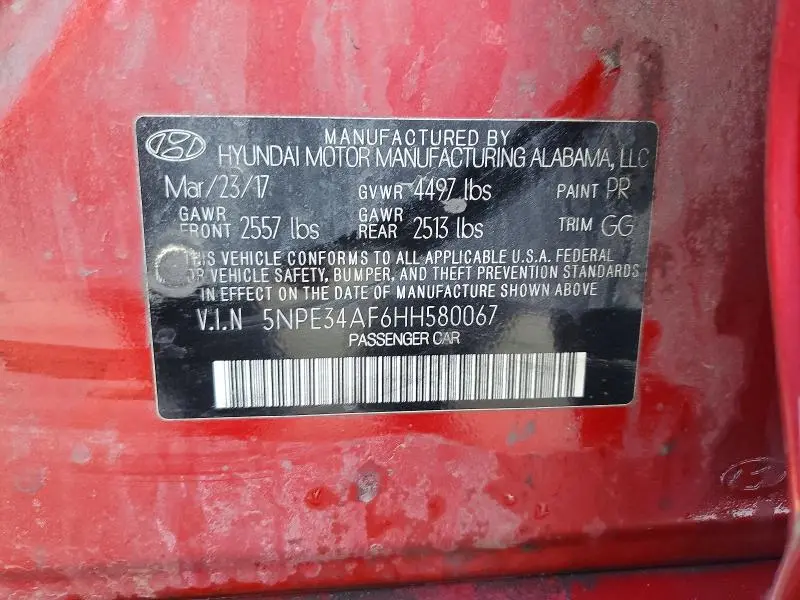 MANUFACTURED BY
HYUNDAI MOTOR MANUFACTURING ALABAMA, LLC
Mar/23/17 GVWR 4497 lbs PAINT PR
GAWR FRONT 2557 lbs GAWR REAR 2513 lbs TRIM GG
THIS VEHICLE CONFORMS TO ALL APPLICABLE U.S.A. FEDERAL
MOTOR VEHICLE SAFETY, BUMPER, AND THEFT PREVENTION STANDARDS
IN EFFECT ON THE DATE OF MANUFACTURE SHOWN ABOVE
V.I.N 5NPE34AF6HH580067
PASSENGER CAR